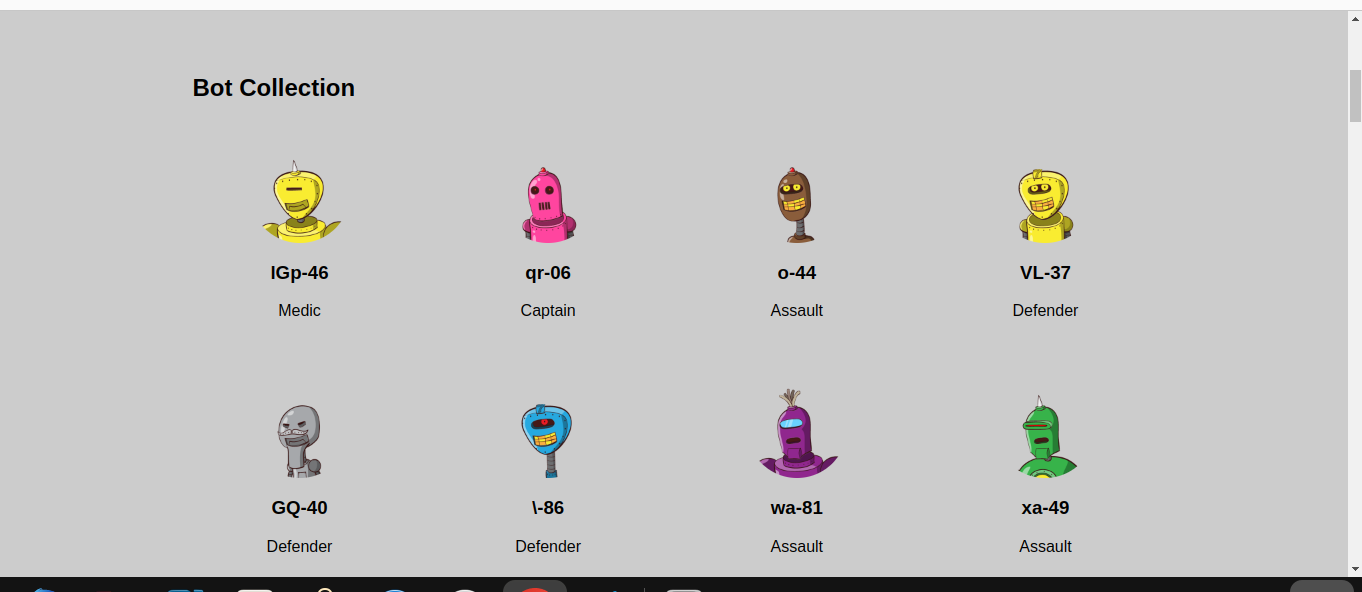 Bot Collection
IGp-46 qr-06 o-44 VL-37
Medic Captain Assault Defender
GQ-40 \-86 wa-81 xa-49
Defender Defender Assault Assault